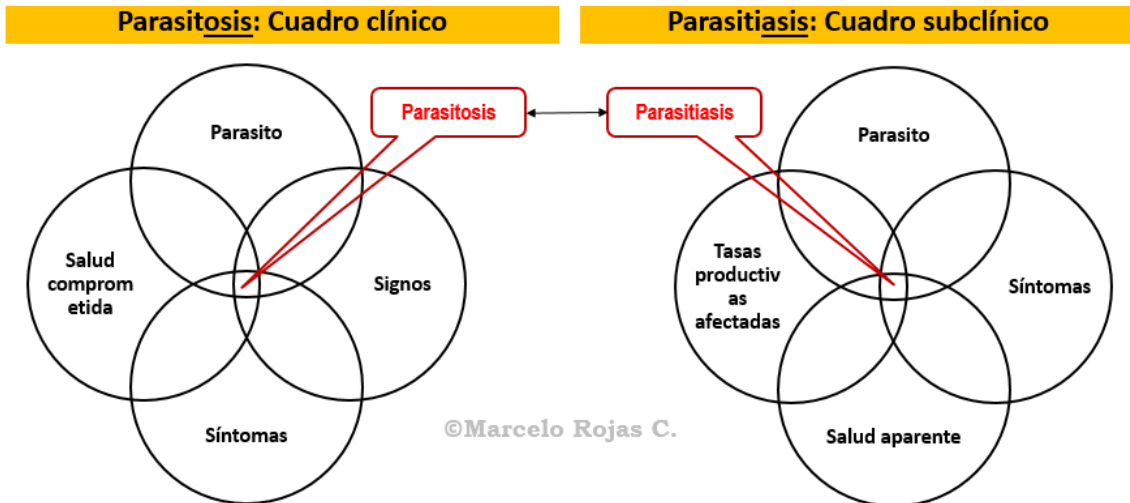 Parasitosis: Cuadro clínico
Parasitiasis: Cuadro subclínico
Parasitosis
Parasitiasis
Parasito
Salud
comprom
etida
Signos
Síntomas
Parasito
Tasas
productiv
as
afectadas
Síntomas
Salud aparente
©Marcelo Rojas C.